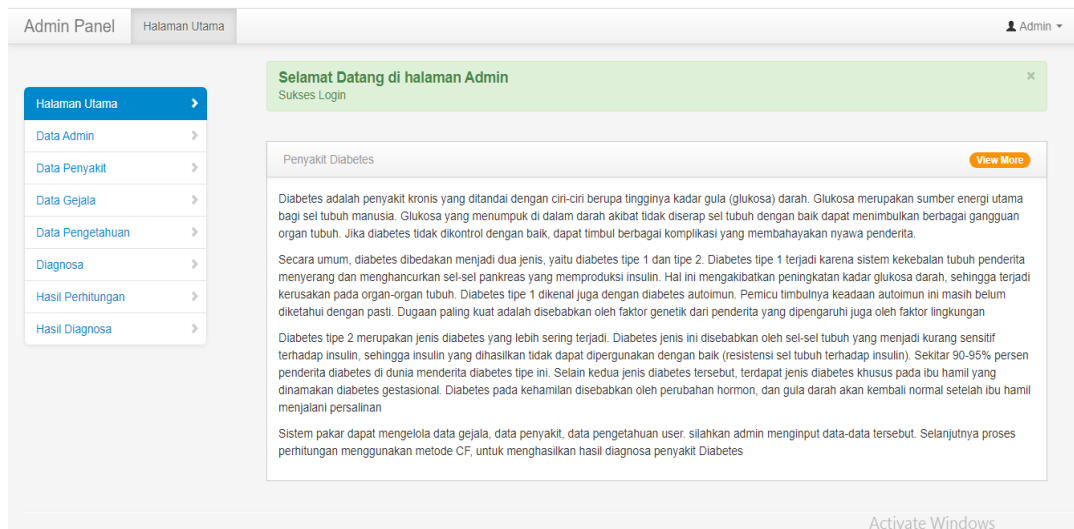 Admin Panel
Halaman Utama
Admin
Selamat Datang di halaman Admin
×
Sukses Login
Halaman Utama
Data Admin
Data Penyakit
Data Gejala
Data Pengetahuan
Diagnosa
Hasil Perhitungan
Hasil Diagnosa
Penyakit Diabetes
View More
Diabetes adalah penyakit kronis yang ditandai dengan ciri-ciri berupa tingginya kadar gula (glukosa) darah. Glukosa merupakan sumber energi utama
bagi sel tubuh manusia. Glukosa yang menumpuk di dalam darah akibat tidak diserap sel tubuh dengan baik dapat menimbulkan berbagai gangguan
organ tubuh. Jika diabetes tidak dikontrol dengan baik, dapat timbul berbagai komplikasi yang membahayakan nyawa penderita.
Secara umum, diabetes dibedakan menjadi dua jenis, yaitu diabetes tipe 1 dan tipe 2. Diabetes tipe 1 terjadi karena sistem kekebalan tubuh penderita
menyerang dan menghancurkan sel-sel pankreas yang memproduksi insulin. Hal ini mengakibatkan peningkatan kadar glukosa darah, sehingga terjadi
kerusakan pada organ-organ tubuh. Diabetes tipe 1 dikenal juga dengan diabetes autoimun. Pemicu timbulnya keadaan autoimun ini masih belum
diketahui dengan pasti. Dugaan paling kuat adalah disebabkan oleh faktor genetik dari penderita yang dipengaruhi juga oleh faktor lingkungan
Diabetes tipe 2 merupakan jenis diabetes yang lebih sering terjadi. Diabetes jenis ini disebabkan oleh sel-sel tubuh yang menjadi kurang sensitif
terhadap insulin, sehingga insulin yang dihasilkan tidak dapat dipergunakan dengan baik (resistensi sel tubuh terhadap insulin). Sekitar 90-95% persen
penderita diabetes di dunia menderita diabetes tipe ini. Selain kedua jenis diabetes tersebut, terdapat jenis diabetes khusus pada ibu hamil yang
dinamakan diabetes gestasional. Diabetes pada kehamilan disebabkan oleh perubahan hormon, dan gula darah akan kembali normal setelah ibu hamil
menjalani persalinan
Sistem pakar dapat mengelola data gejala, data penyakit, data pengetahuan user. silahkan admin menginput data-data tersebut. Selanjutnya proses
perhitungan menggunakan metode CF, untuk menghasilkan hasil diagnosa penyakit Diabetes
Activate Windows